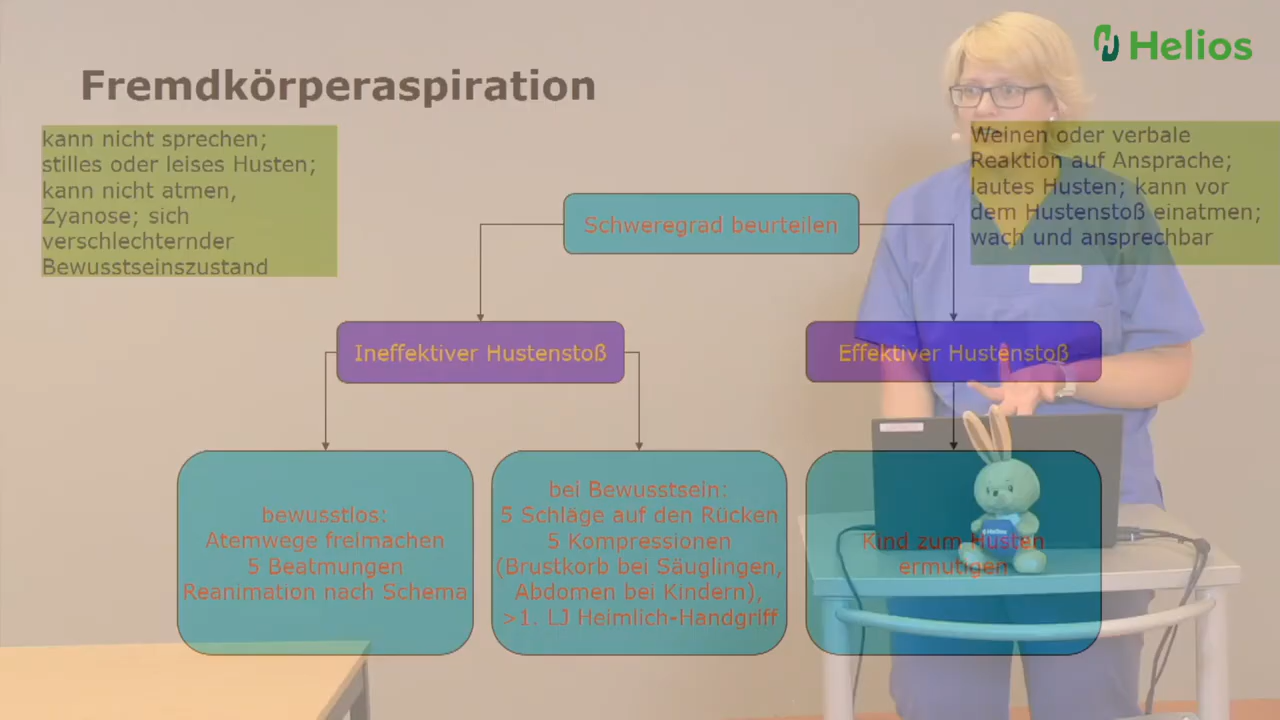 Helios
Fremdkörperaspiration
kann nicht sprechen;
stilles oder leises Husten;
kann nicht atmen,
Zyanose; sich
verschlechternder
Bewusstseinszustand
Weinen oder verbale
Reaktion auf Ansprache;
lautes Husten; kann vor
dem Hustenstoß einatmen;
wach und ansprechbar
Schweregrad beurteilen
Ineffektiver Hustenstoß
Effektiver Hustenstoß
bewusstlos:
Atemwege freimachen
5 Beatmungen
Reanimation nach Schema
bei Bewusstsein:
5 Schläge auf den Rücken
5 Kompressionen
(Brustkorb bei Säuglingen,
Abdomen bei Kindern),
>1. LJ Heimlich-Handgriff
Kind zum Husten
ermutigen
Helios